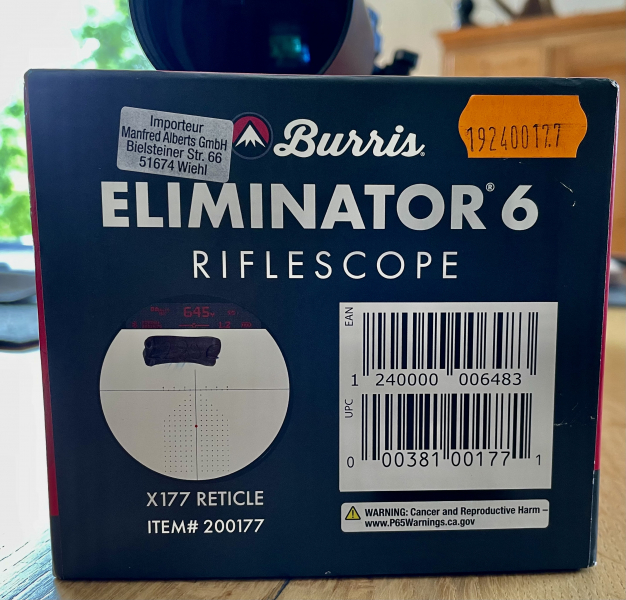 Importeur
Manfred Alberts GmbH
Bielsteiner Str. 66
51674 Wiehl
Burris®
192400177
ELIMINATOR® 6
RIFLESCOPE
645
EAN
1 240000 006483
UPC
0 00381 00177 1
X177 RETICLE
ITEM# 200177
WARNING: Cancer and Reproductive Harm –
www.P65Warnings.ca.gov